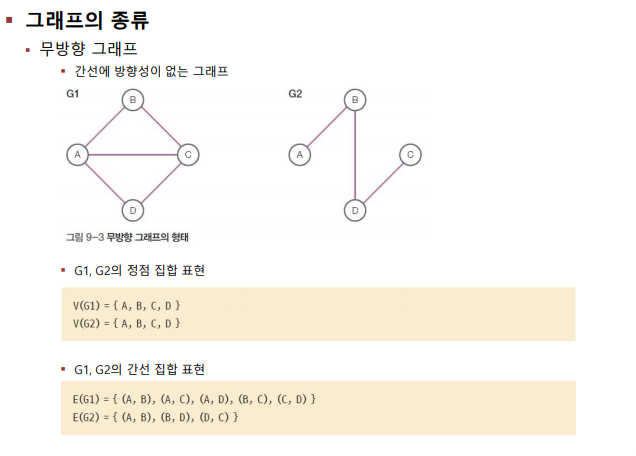 그래프의 종류
무방향 그래프
간선에 방향성이 없는 그래프
G1
B
A
C
D
G2
B
A
C
D
그림 9-3 무방향 그래프의 형태
G1, G2의 정점 집합 표현
V(G1) = { A, B, C, D }
V(G2) = { A, B, C, D }
G1, G2의 간선 집합 표현
E(G1) = { (A, B), (A, C), (A, D), (B, C), (C, D) }
E(G2) = { (A, B), (B, D), (D, C) }